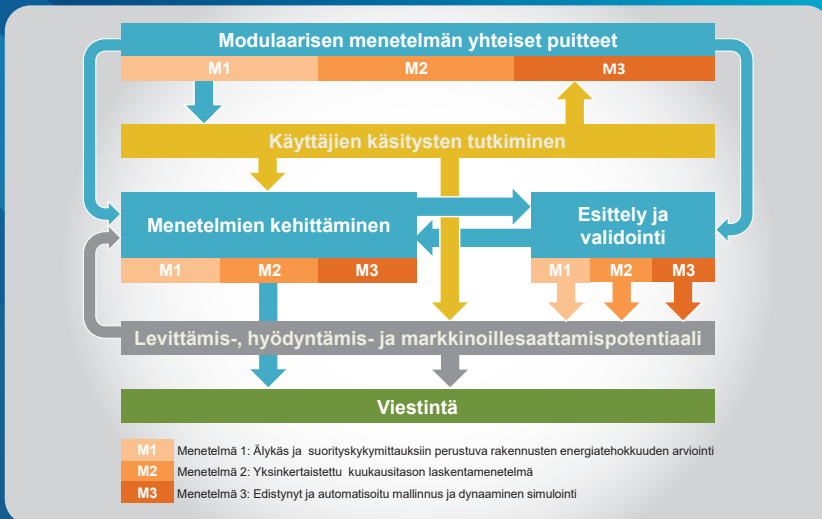 Modulaarisen menetelmän yhteiset puitteet
M1 M2 M3
Käyttäjien käsitysten tutkiminen
Menetelmien kehittäminen
M1 M2 M3
Esittely ja
validointi
M1 M2 M3
Levittämis-, hyödyntämis- ja markkinoillesaattamispotentiaali
Viestintä
M1 Menetelmä 1: Älykäs ja suorityskykymittauksiin perustuva rakennusten energiatehokkuuden arviointi
M2 Menetelmä 2: Yksinkertaistettu kuukausitason laskentamenetelmä
M3 Menetelmä 3: Edistynyt ja automatisoitu mallinnus ja dynaaminen simulointi